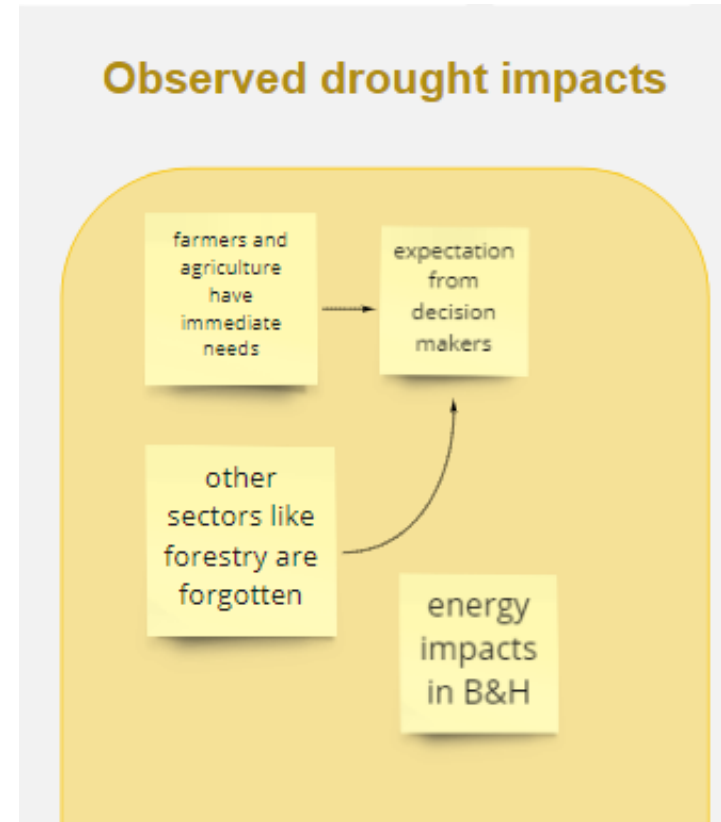 Observed drought impacts
farmers and
agriculture
have
immediate
needs
expectation
from
decision
makers
other
sectors like
forestry are
forgotten
energy
impacts
in B&H